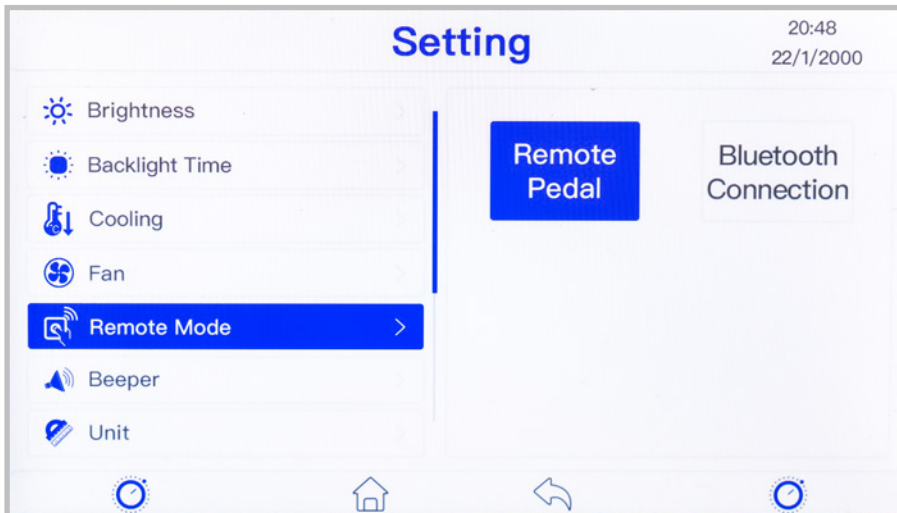 Setting
20:48
22/1/2000
Brightness
Backlight Time
Cooling
Fan
Remote Mode
Beeper
Unit
Remote
Pedal
Bluetooth
Connection